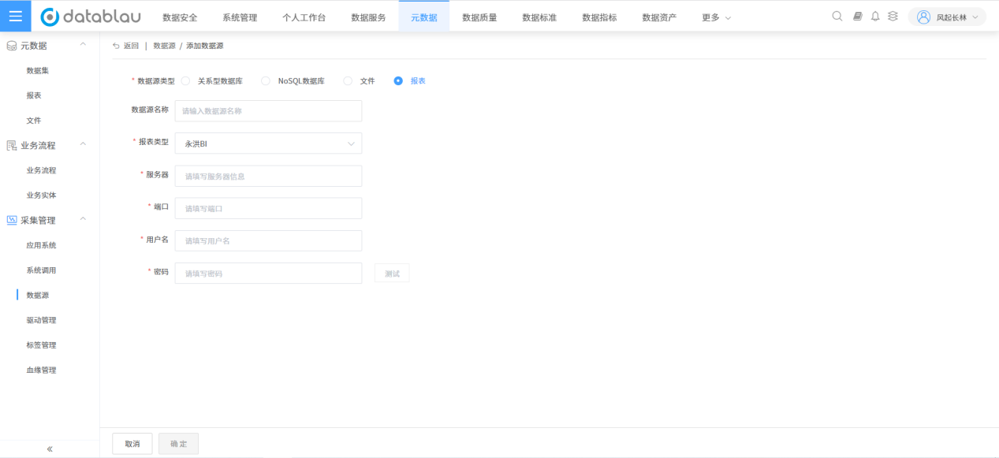 datablau 数据安全 系统管理 个人工作台 数据服务 元数据 数据质量 数据标准 数据指标 数据资产 更多 风起长林
元数据
数据集
报表
文件
业务流程
业务流程
业务实体
采集管理
应用系统
系统调用
数据源
驱动管理
标签管理
血缘管理
«
返回 | 数据源 / 添加数据源
* 数据源类型 关系型数据库 NoSQL数据库 文件 报表
数据源名称 请输入数据源名称
* 报表类型 永洪BI
* 服务器 请填写服务器信息
* 端口 请填写端口
* 用户名 请填写用户名
* 密码 请填写密码 测试
取消 确定